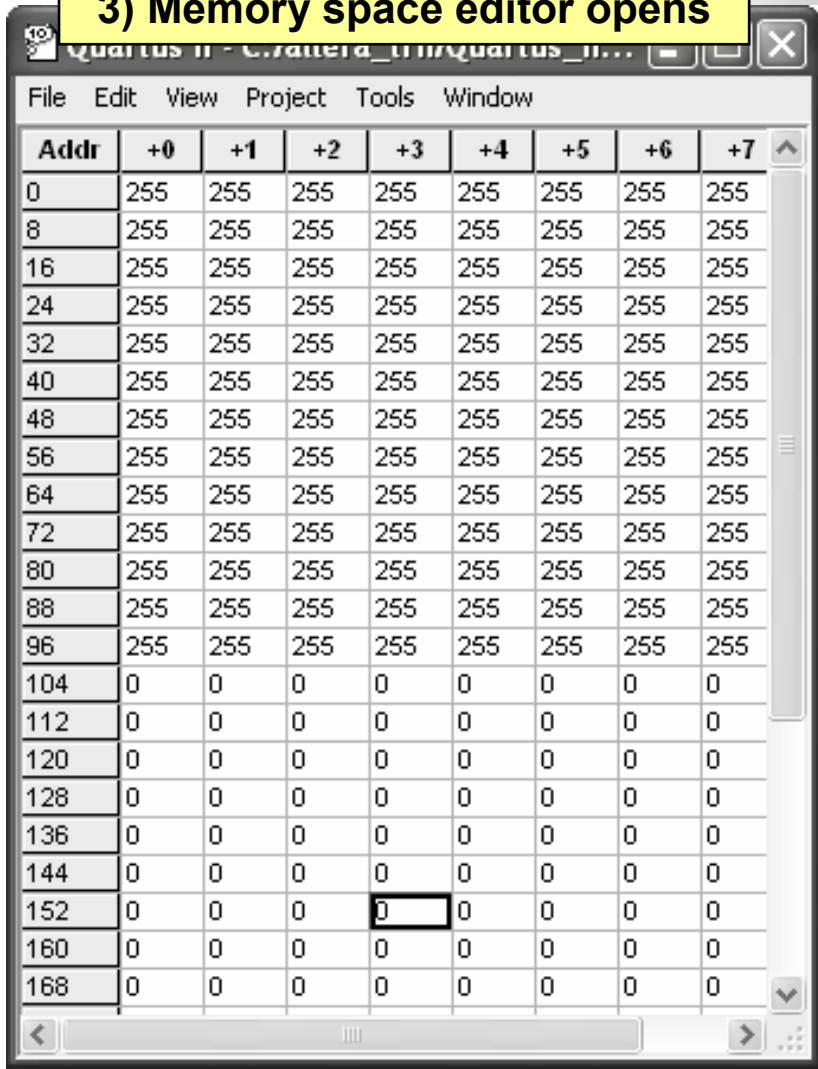 3) Memory space editor opens
Quartus II - C:/altera_trn/Quartus_II...
File Edit View Project Tools Window
Addr +0 +1 +2 +3 +4 +5 +6 +7
0 255 255 255 255 255 255 255 255
8 255 255 255 255 255 255 255 255
16 255 255 255 255 255 255 255 255
24 255 255 255 255 255 255 255 255
32 255 255 255 255 255 255 255 255
40 255 255 255 255 255 255 255 255
48 255 255 255 255 255 255 255 255
56 255 255 255 255 255 255 255 255
64 255 255 255 255 255 255 255 255
72 255 255 255 255 255 255 255 255
80 255 255 255 255 255 255 255 255
88 255 255 255 255 255 255 255 255
96 255 255 255 255 255 255 255 255
104 0 0 0 0 0 0 0 0
112 0 0 0 0 0 0 0 0
120 0 0 0 0 0 0 0 0
128 0 0 0 0 0 0 0 0
136 0 0 0 0 0 0 0 0
144 0 0 0 0 0 0 0 0
152 0 0 0 0 0 0 0 0
160 0 0 0 0 0 0 0 0
168 0 0 0 0 0 0 0 0